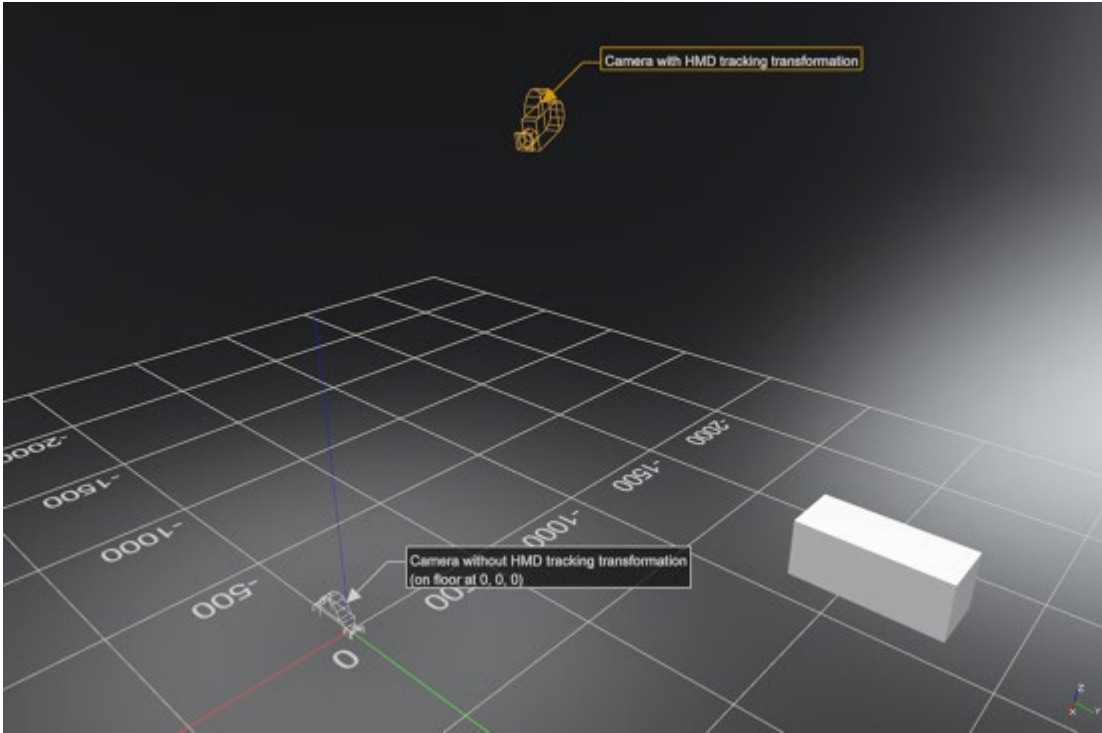 Camera with HMD tracking transformation
-2000
-1500
-1000
-500
0
-2000
-1500
-1000
500
Camera without HMD tracking transformation
(on floor at 0, 0, 0)
Z
X
Y